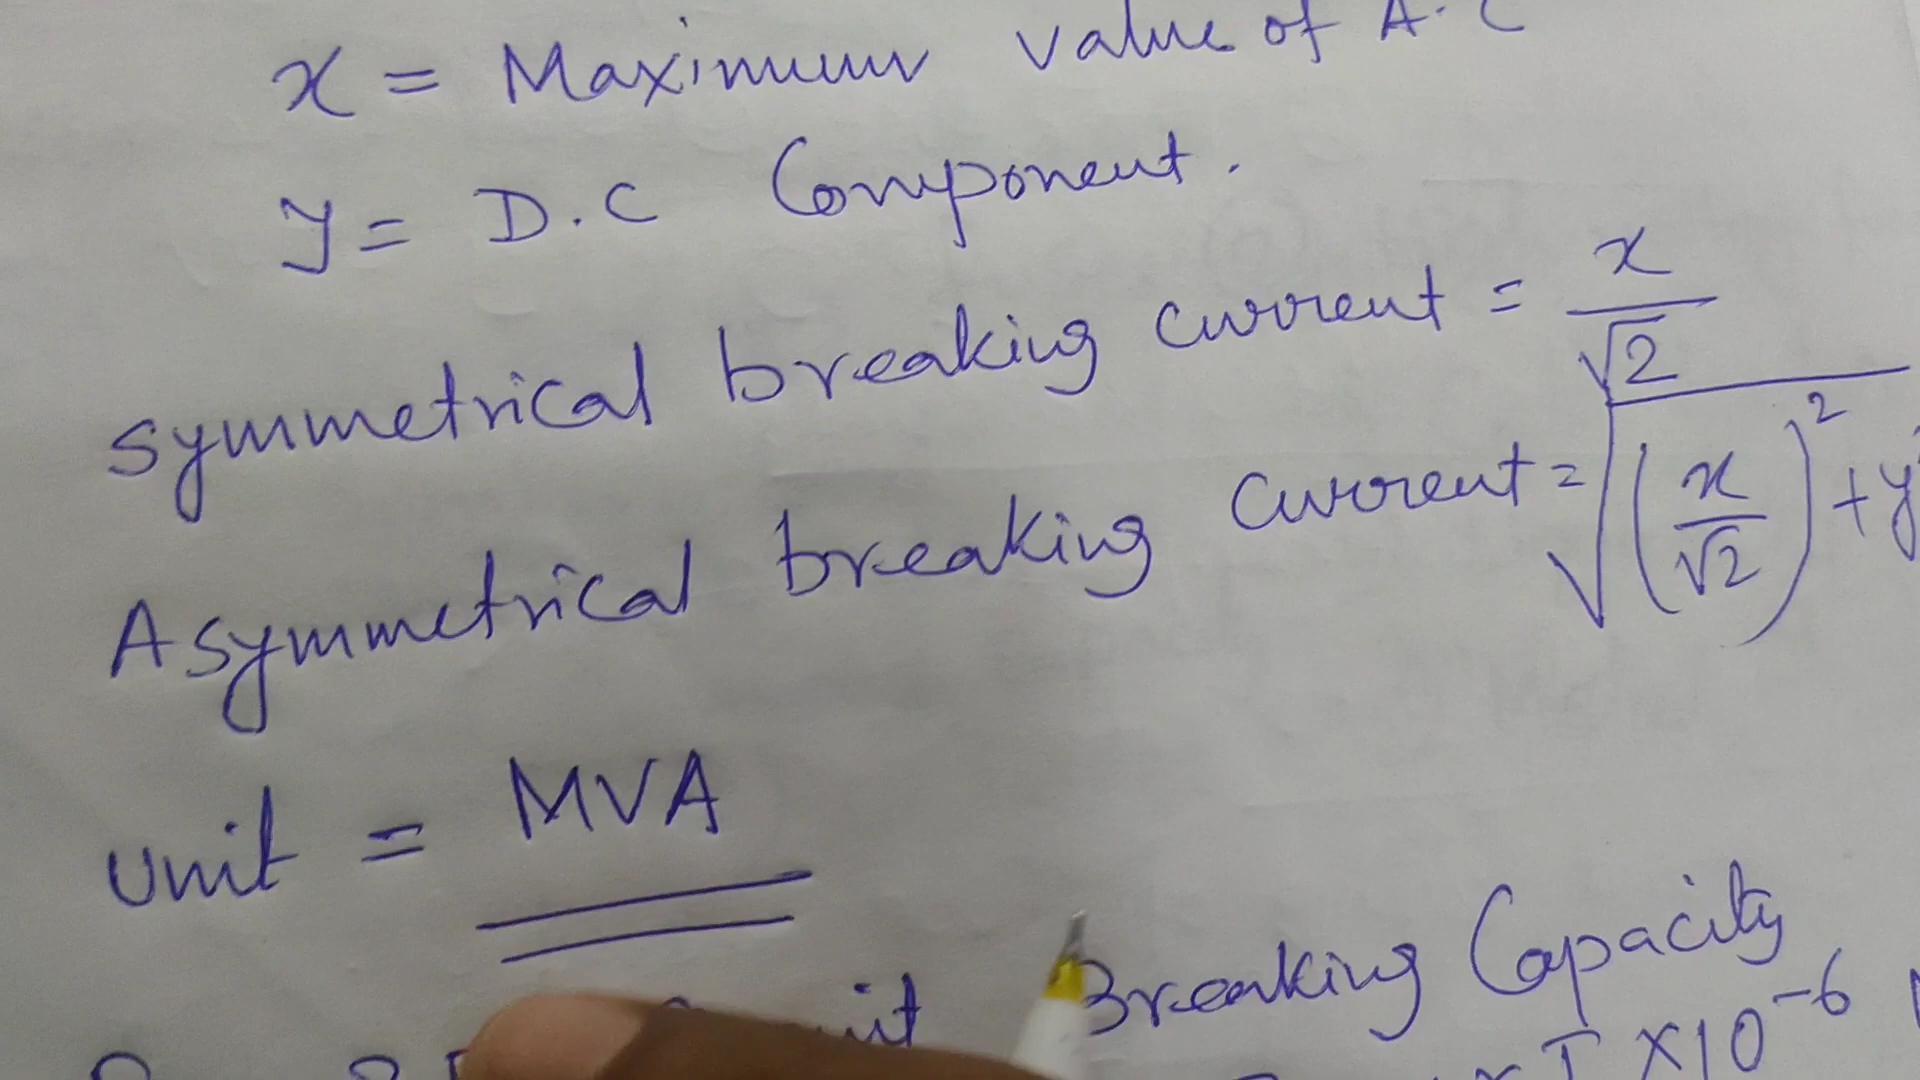 x = Maximum value of A.C
y = D.C Component.
symmetrical breaking current = x/√2
Asymmetrical breaking current = √((x/√2)² + y²
unit = MVA
Breaking Capacity
× I × 10⁻⁶